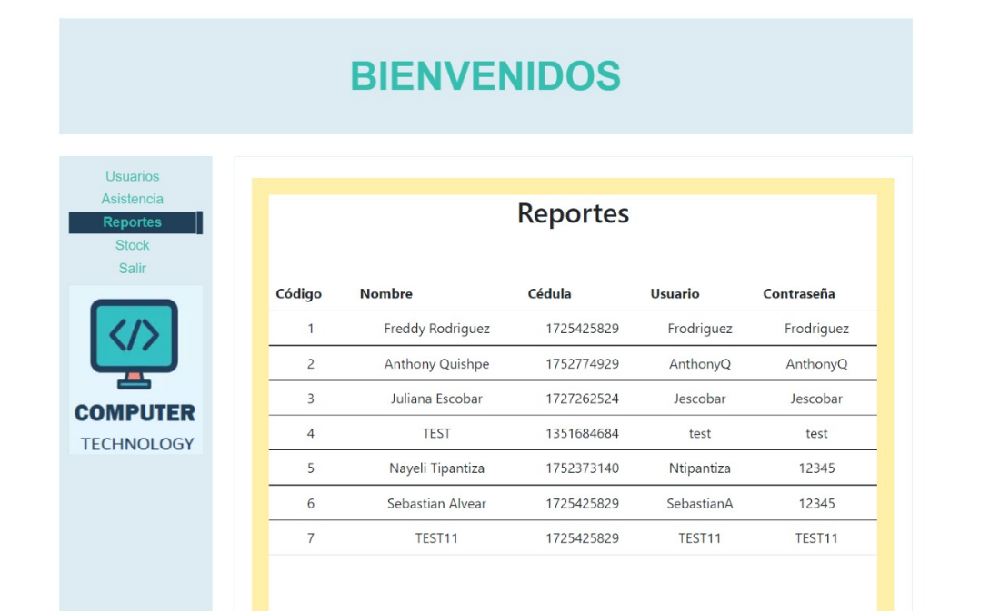 BIENVENIDOS
Usuarios
Asistencia
Reportes
Stock
Salir
</>
COMPUTER
TECHNOLOGY
Reportes
Código Nombre Cédula Usuario Contraseña
1 Freddy Rodriguez 1725425829 Frodriguez Frodriguez
2 Anthony Quishpe 1752774929 AnthonyQ AnthonyQ
3 Juliana Escobar 1727262524 Jescobar Jescobar
4 TEST 1351684684 test test
5 Nayeli Tipantiza 1752373140 Ntipantiza 12345
6 Sebastian Alvear 1725425829 SebastianA 12345
7 TEST11 1725425829 TEST11 TEST11